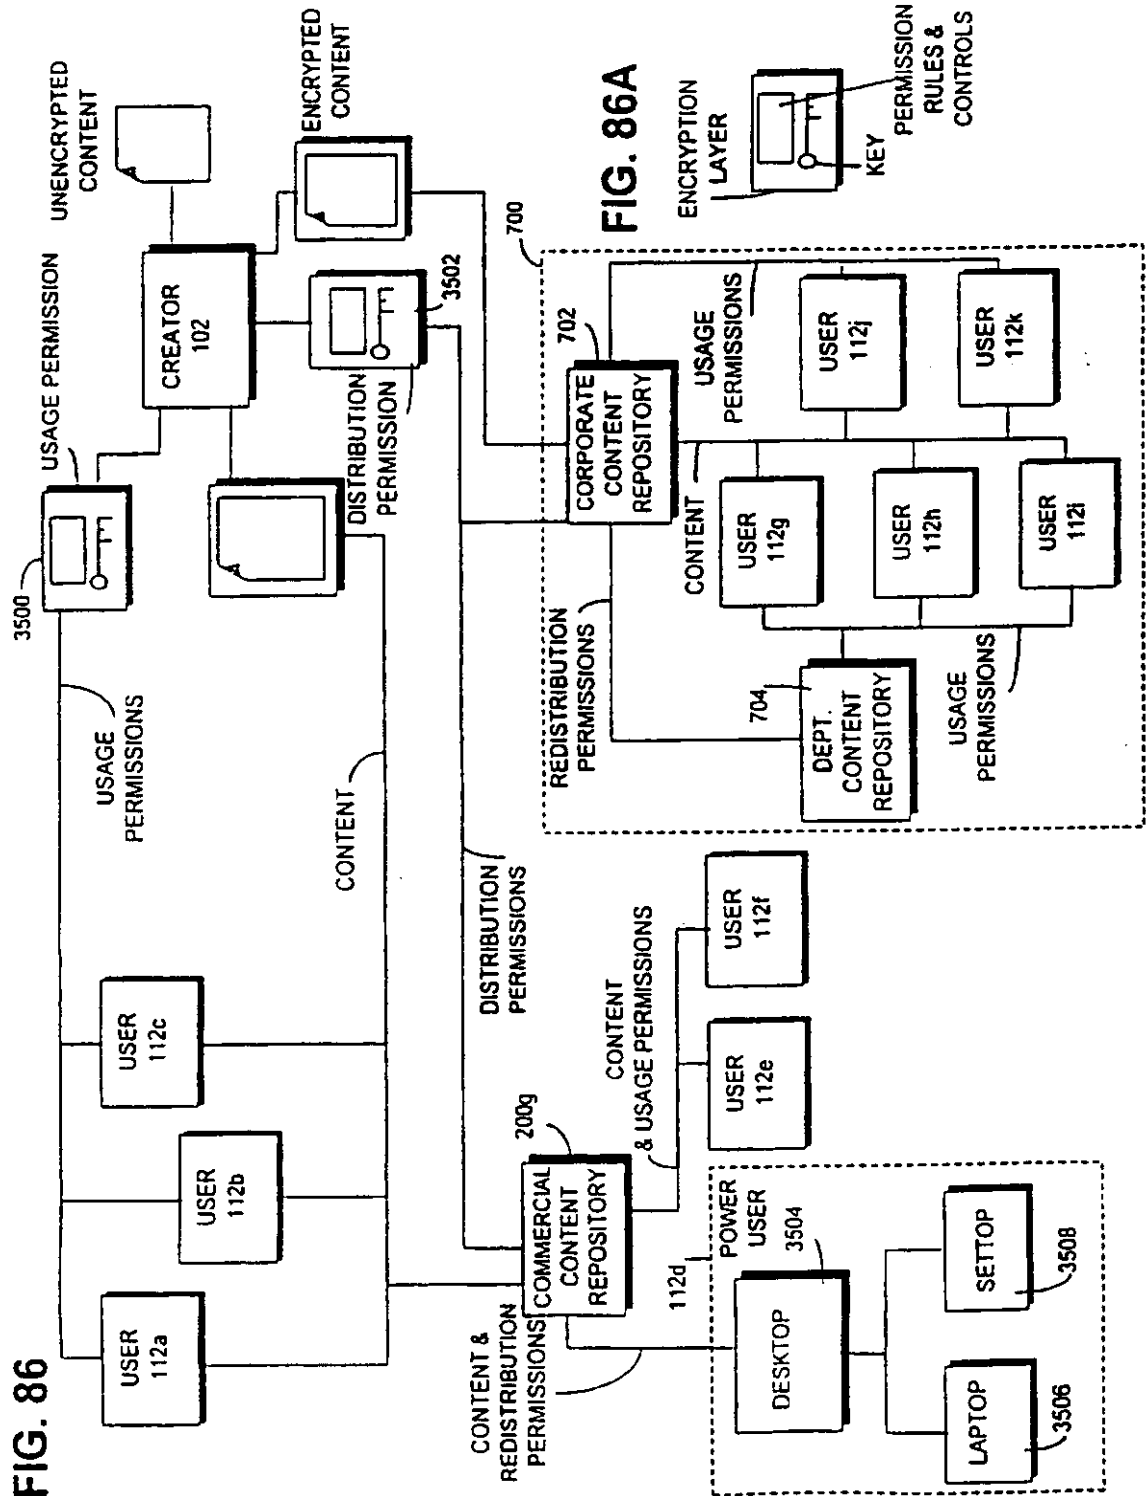 FIG. 86
3500
USAGE PERMISSION
UNENCRYPTED
CONTENT
CREATOR
102
USAGE
PERMISSIONS
CONTENT
DISTRIBUTION
PERMISSION
3502
ENCRYPTED
CONTENT
USER
112a
USER
112b
USER
112c
DISTRIBUTION
PERMISSIONS
COMMERCIAL
CONTENT
REPOSITORY
200g
CONTENT &
REDISTRIBUTION
PERMISSIONS
CONTENT
& USAGE PERMISSIONS
USER
112e
USER
112f
112d
POWER
USER
3504
DESKTOP
LAPTOP
3506
SETTOP
3508
700
CORPORATE
CONTENT
REPOSITORY
702
REDISTRIBUTION
PERMISSIONS
CONTENT
USAGE
PERMISSIONS
704
DEPT.
CONTENT
REPOSITORY
USAGE
PERMISSIONS
USER
112g
USER
112h
USER
112i
USER
112j
USER
112k
FIG. 86A
ENCRYPTION
LAYER
KEY
PERMISSION
RULES &
CONTROLS